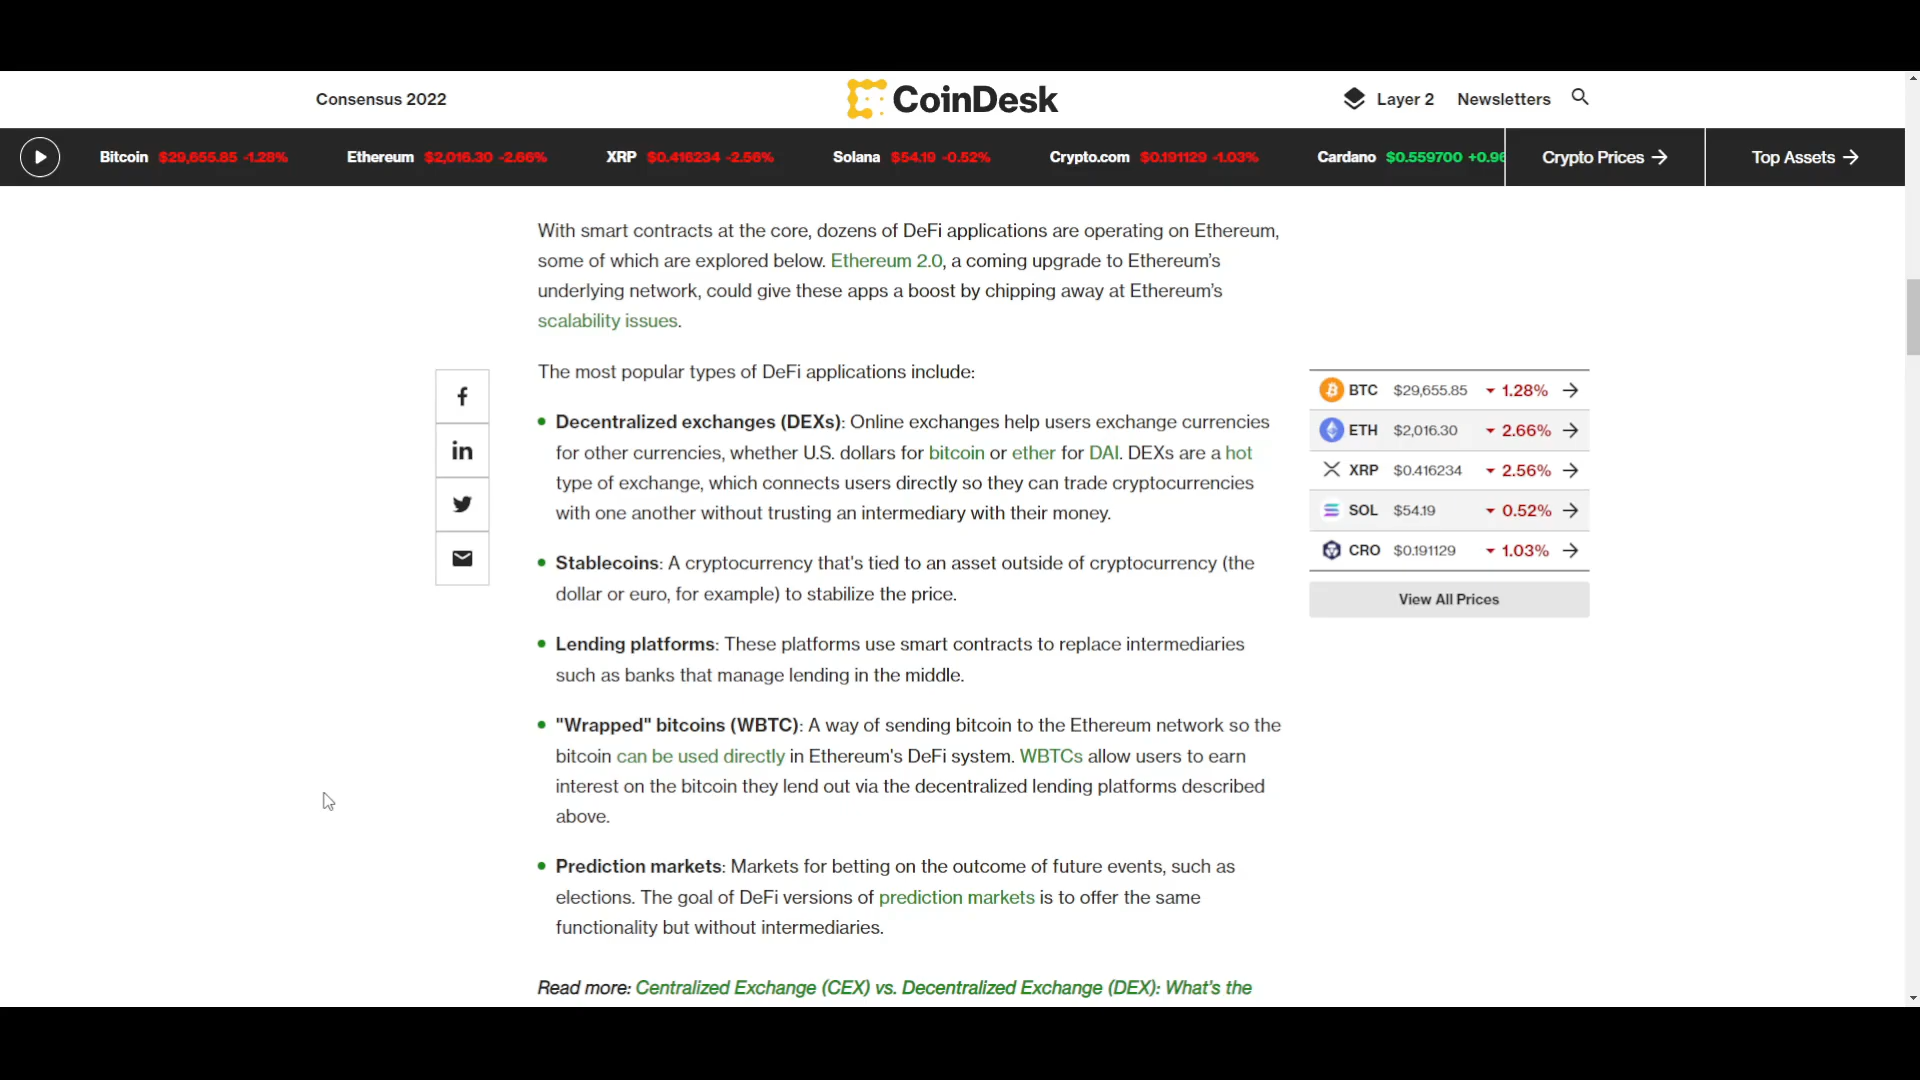 Consensus 2022
CoinDesk
Layer 2
Newsletters
Bitcoin $29,655.85 -1.28%
Ethereum $2,016.30 -2.66%
XRP $0.416234 -2.56%
Solana $54.19 -0.52%
Crypto.com $0.191129 -1.03%
Cardano $0.559700 +0.96
Crypto Prices
Top Assets
With smart contracts at the core, dozens of DeFi applications are operating on Ethereum,
some of which are explored below. Ethereum 2.0, a coming upgrade to Ethereum’s
underlying network, could give these apps a boost by chipping away at Ethereum’s
scalability issues.
The most popular types of DeFi applications include:
Decentralized exchanges (DEXs): Online exchanges help users exchange currencies
for other currencies, whether U.S. dollars for bitcoin or ether for DAI. DEXs are a hot
type of exchange, which connects users directly so they can trade cryptocurrencies
with one another without trusting an intermediary with their money.
Stablecoins: A cryptocurrency that's tied to an asset outside of cryptocurrency (the
dollar or euro, for example) to stabilize the price.
Lending platforms: These platforms use smart contracts to replace intermediaries
such as banks that manage lending in the middle.
"Wrapped" bitcoins (WBTC): A way of sending bitcoin to the Ethereum network so the
bitcoin can be used directly in Ethereum's DeFi system. WBTCs allow users to earn
interest on the bitcoin they lend out via the decentralized lending platforms described
above.
Prediction markets: Markets for betting on the outcome of future events, such as
elections. The goal of DeFi versions of prediction markets is to offer the same
functionality but without intermediaries.
Read more: Centralized Exchange (CEX) vs. Decentralized Exchange (DEX): What's the
BTC $29,655.85 1.28%
ETH $2,016.30 2.66%
XRP $0.416234 2.56%
SOL $54.19 0.52%
CRO $0.191129 1.03%
View All Prices